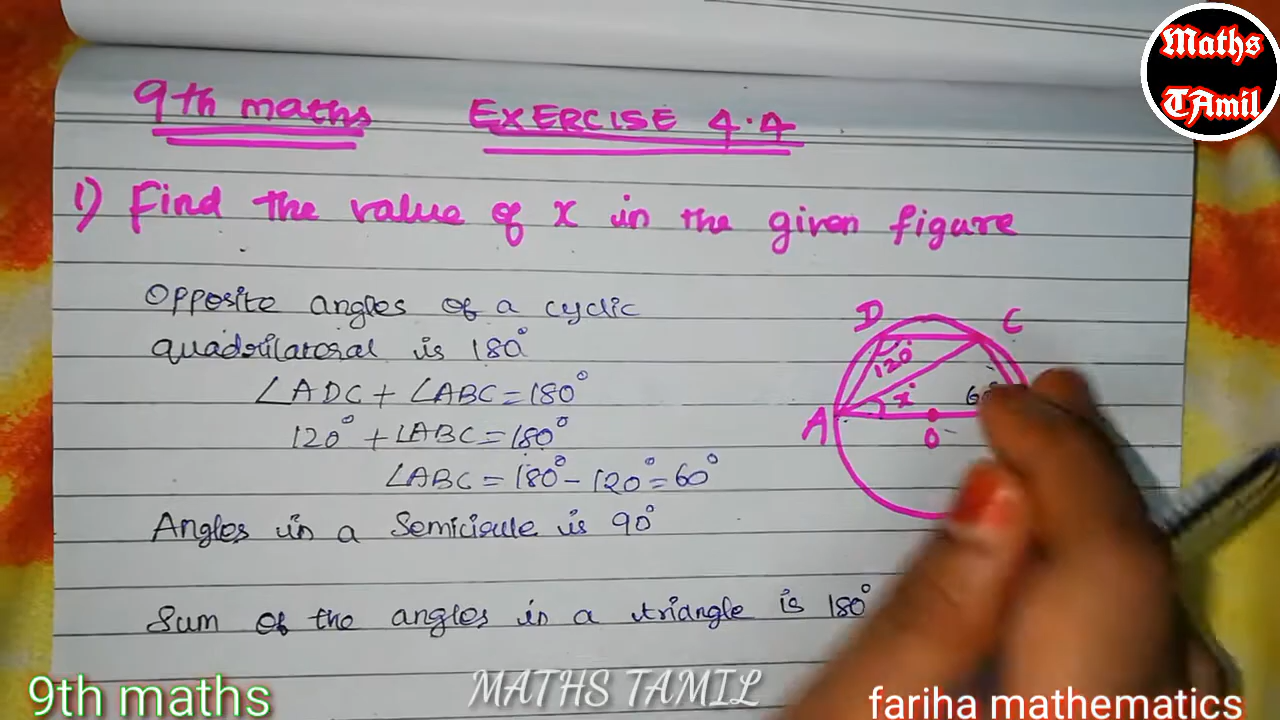 Maths
TAmil
9th maths EXERCISE 4.4
1) Find the value of x in the given figure
Opposite angles of a cyclic
quadrilateral is 180°
∠ADC + ∠ABC = 180°
120° + ∠ABC = 180°
∠ABC = 180° - 120° = 60°
Angles in a Semicircle is 90°
Sum of the angles in a triangle is 180°
D
C
120°
x°
A
O
9th maths
MATHS TAMIL
fariha mathematics